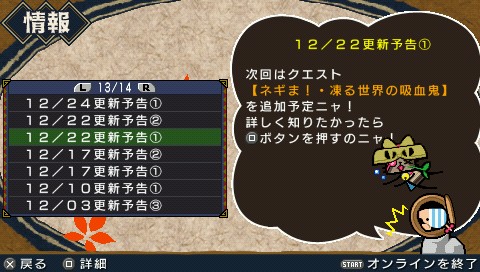 情報
L 13/14 R
12/24更新予告①
12/22更新予告②
12/22更新予告①
12/17更新予告②
12/17更新予告①
12/10更新予告①
12/03更新予告③
12/22更新予告①
次回はクエスト
【ネギま!・凍る世界の吸血鬼】
を追加予定ニャ!
詳しく知りたかったら
□ボタンを押すのニャ!
×戻る □詳細
START オンラインを終了